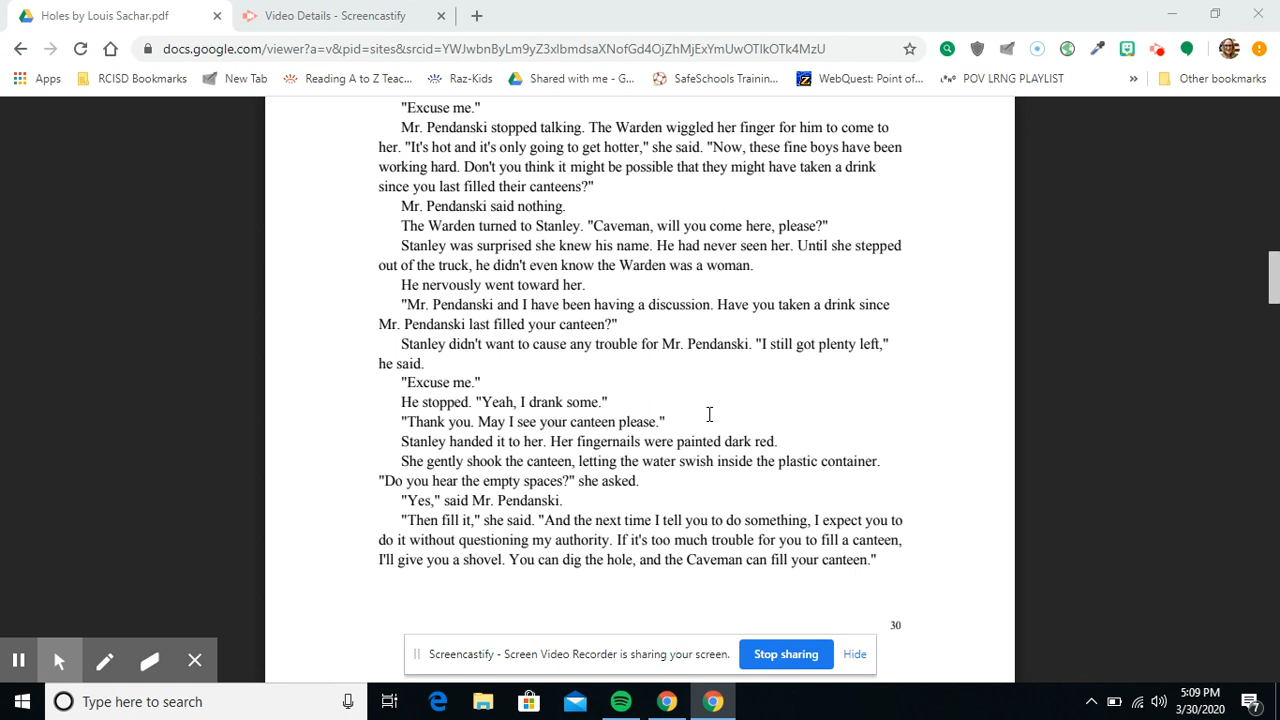 Holes by Louis Sachar.pdf
Video Details - Screencastify
docs.google.com/viewer?a=v&pid=sites&srcid=YWJwbnByLm9yZ3xlbmdsaXNofGd4OjZhMjExYmUwOTIkOTk4MzU
Apps
RCISD Bookmarks
New Tab
Reading A to Z Teac...
Raz-Kids
Shared with me - G...
SafeSchools Trainin...
WebQuest: Point of...
POV LRNG PLAYLIST
»
Other bookmarks
"Excuse me."
Mr. Pendanski stopped talking. The Warden wiggled her finger for him to come to
her. "It's hot and it's only going to get hotter," she said. "Now, these fine boys have been
working hard. Don't you think it might be possible that they might have taken a drink
since you last filled their canteens?"
Mr. Pendanski said nothing.
The Warden turned to Stanley. "Caveman, will you come here, please?"
Stanley was surprised she knew his name. He had never seen her. Until she stepped
out of the truck, he didn't even know the Warden was a woman.
He nervously went toward her.
"Mr. Pendanski and I have been having a discussion. Have you taken a drink since
Mr. Pendanski last filled your canteen?"
Stanley didn't want to cause any trouble for Mr. Pendanski. "I still got plenty left,"
he said.
"Excuse me."
He stopped. "Yeah, I drank some."
"Thank you. May I see your canteen please."
Stanley handed it to her. Her fingernails were painted dark red.
She gently shook the canteen, letting the water swish inside the plastic container.
"Do you hear the empty spaces?" she asked.
"Yes," said Mr. Pendanski.
"Then fill it," she said. "And the next time I tell you to do something, I expect you to
do it without questioning my authority. If it's too much trouble for you to fill a canteen,
I'll give you a shovel. You can dig the hole, and the Caveman can fill your canteen."
30
Screencastify - Screen Video Recorder is sharing your screen.
Stop sharing
Hide
Type here to search
5:09 PM
3/30/2020
7